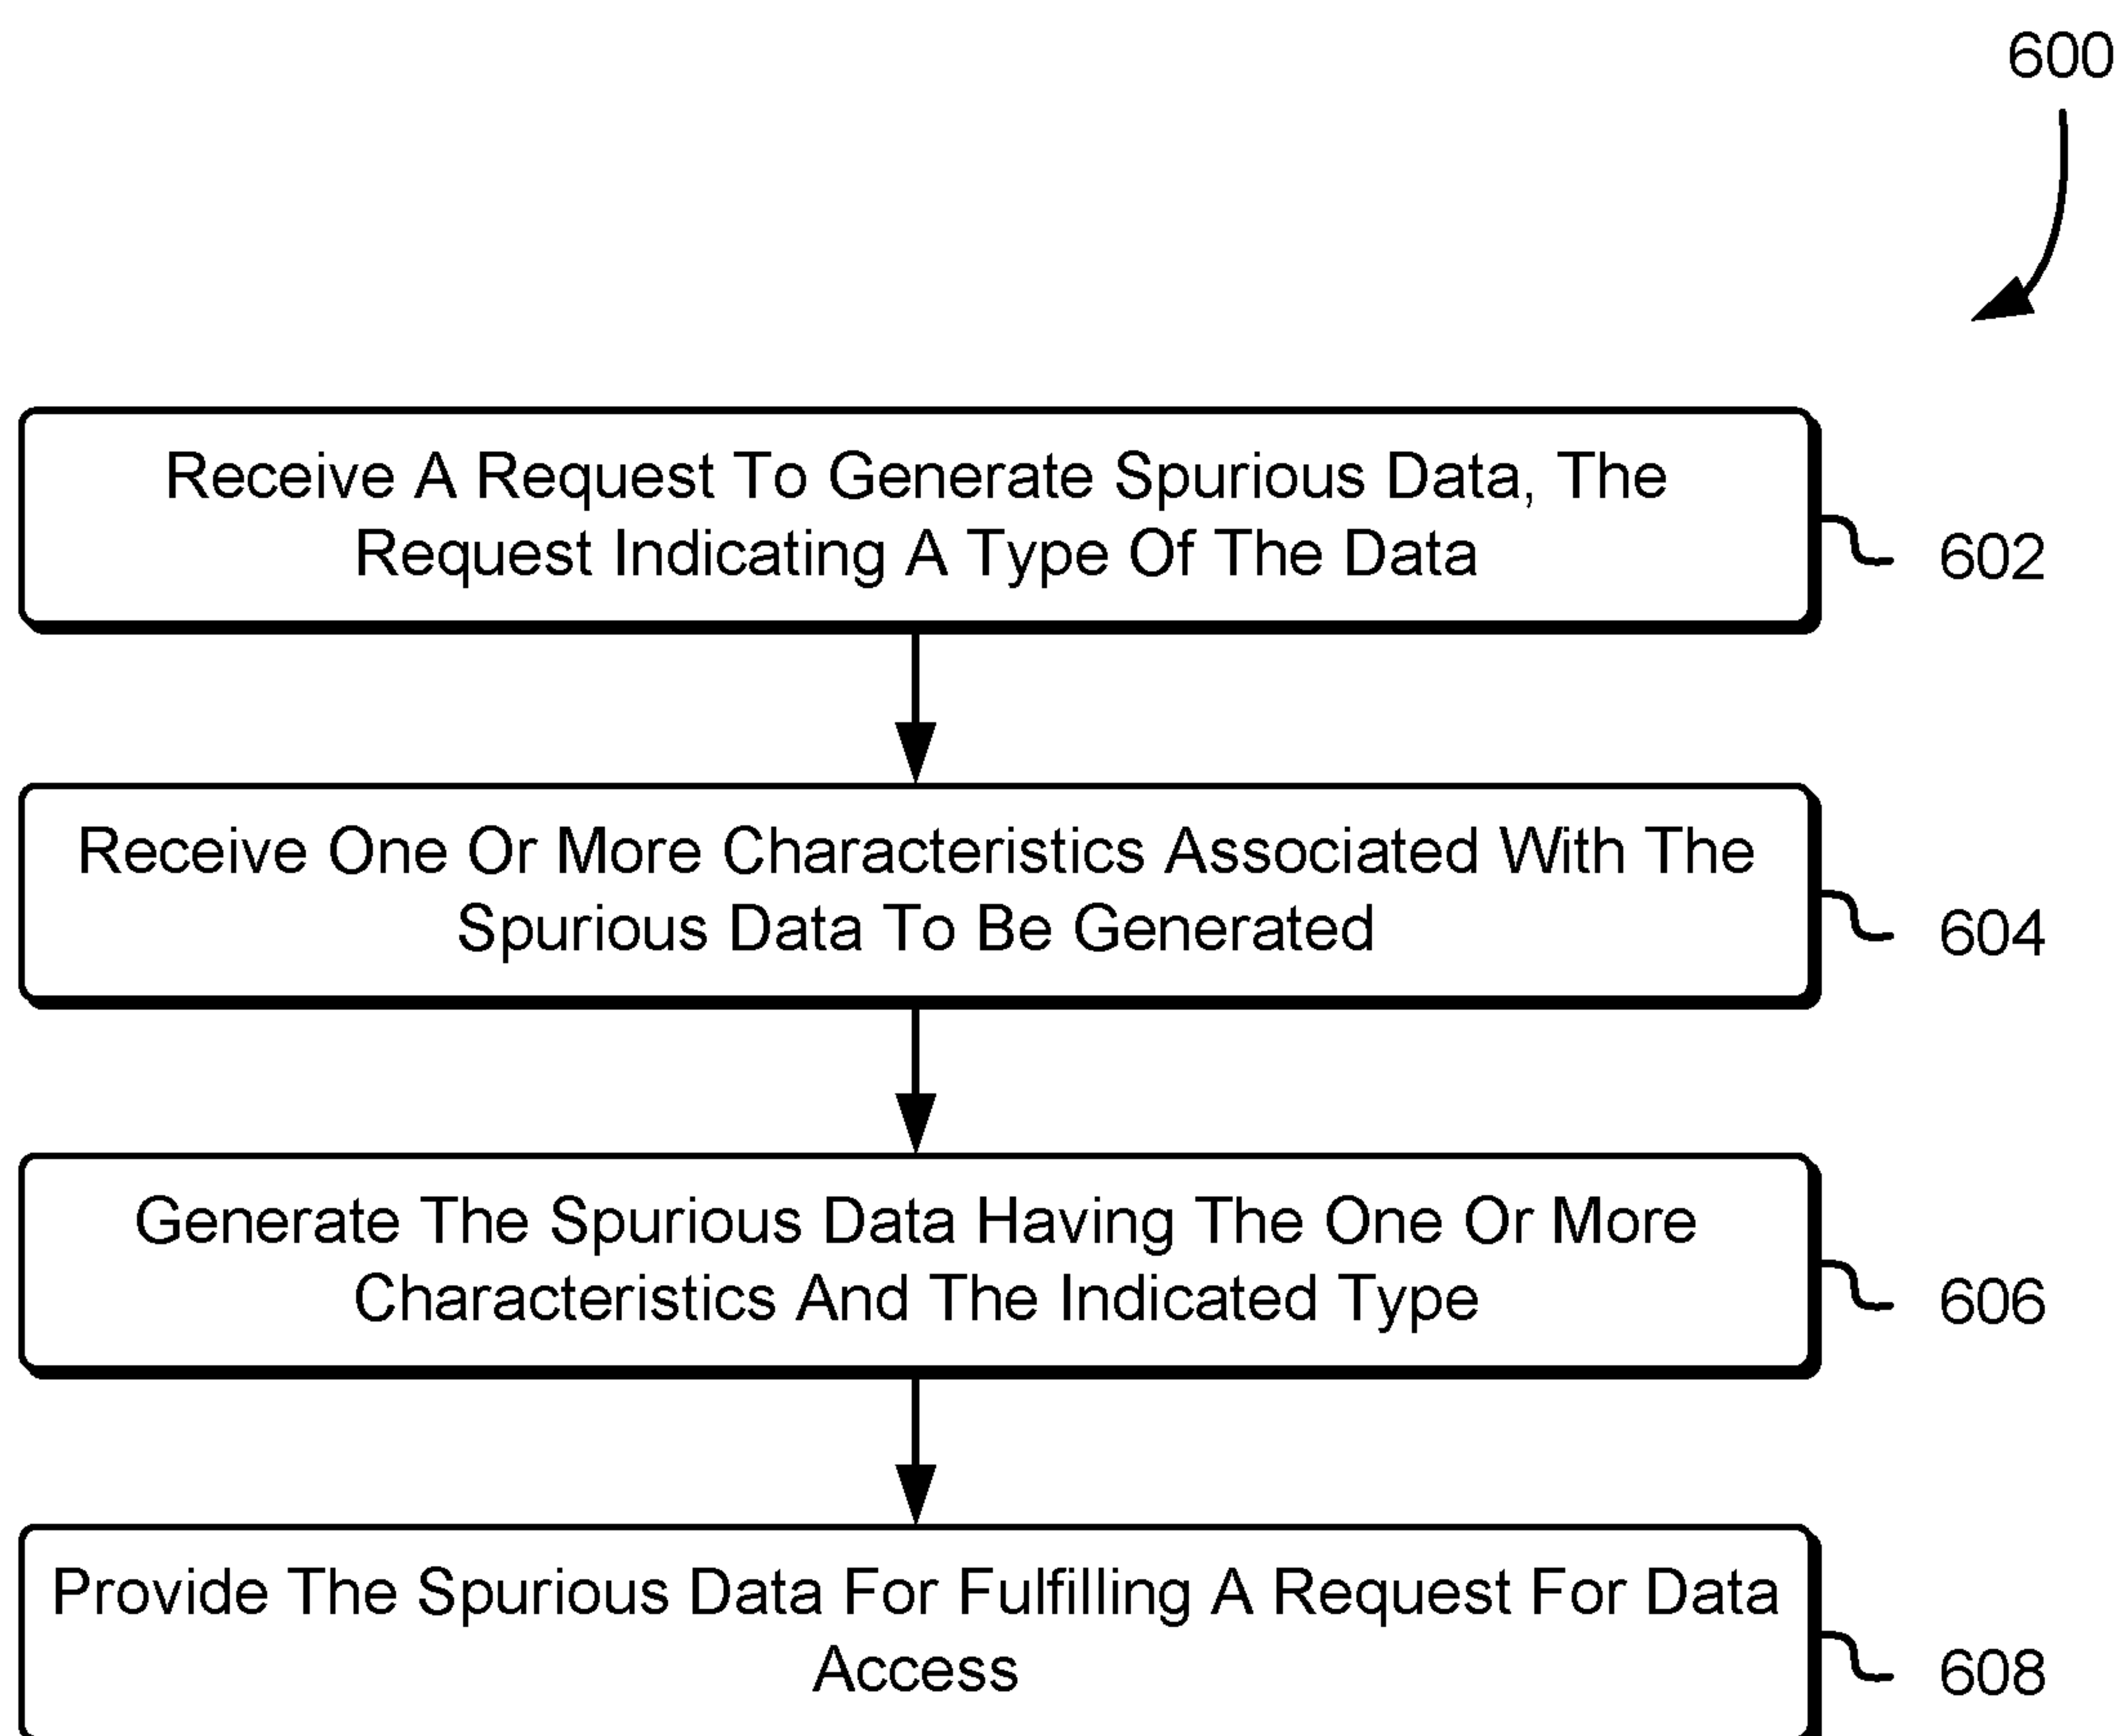 600
Receive A Request To Generate Spurious Data, The
Request Indicating A Type Of The Data
602
Receive One Or More Characteristics Associated With The
Spurious Data To Be Generated
604
Generate The Spurious Data Having The One Or More
Characteristics And The Indicated Type
606
Provide The Spurious Data For Fulfilling A Request For Data
Access
608